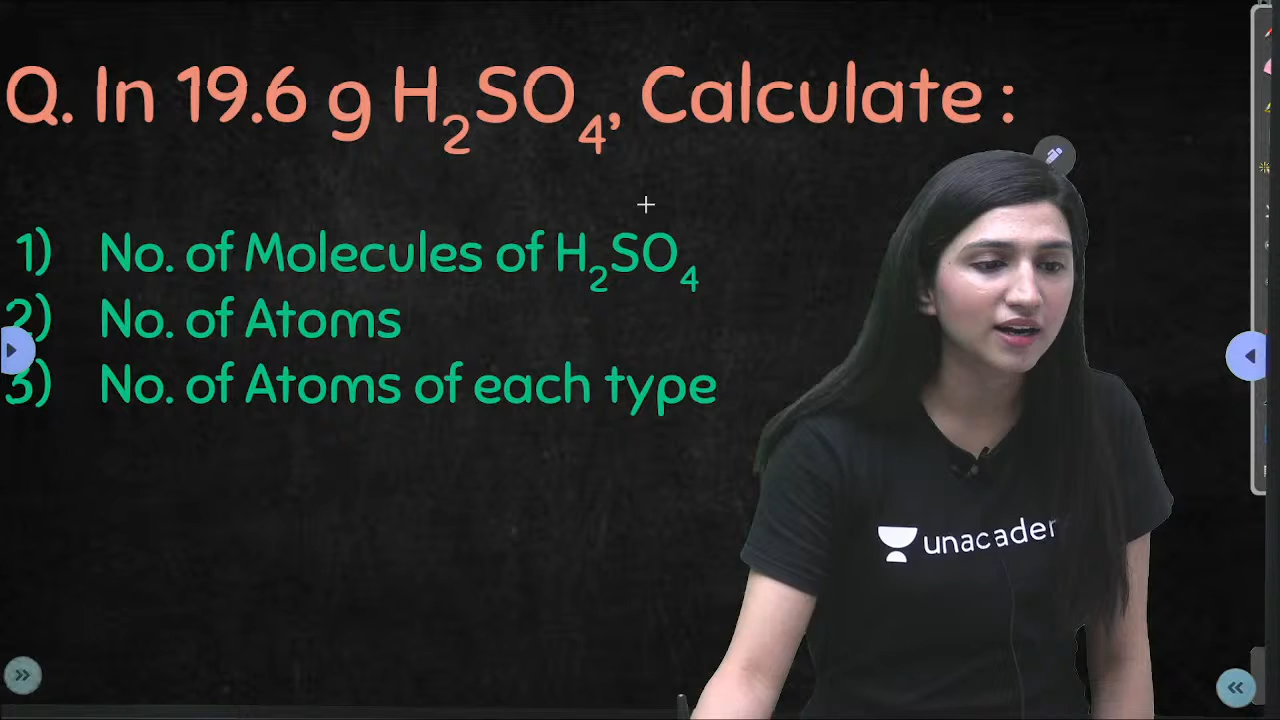 Q. In 19.6 g H₂SO₄, Calculate :
1) No. of Molecules of H₂SO₄
2) No. of Atoms
3) No. of Atoms of each type
unacadem